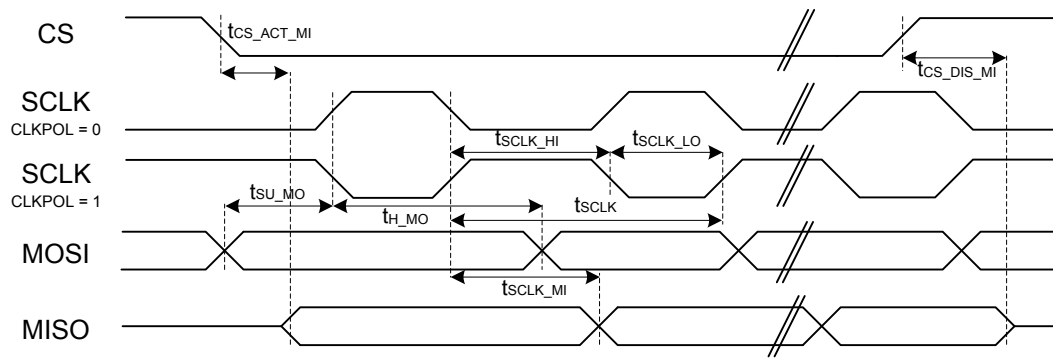 CS
tCS_ACT_MI
tCS_DIS_MI
SCLK
CLKPOL = 0
tSCLK_HI
tSCLK_LO
SCLK
CLKPOL = 1
tSU_MO
tH_MO
tSCLK
MOSI
tSCLK_MI
MISO